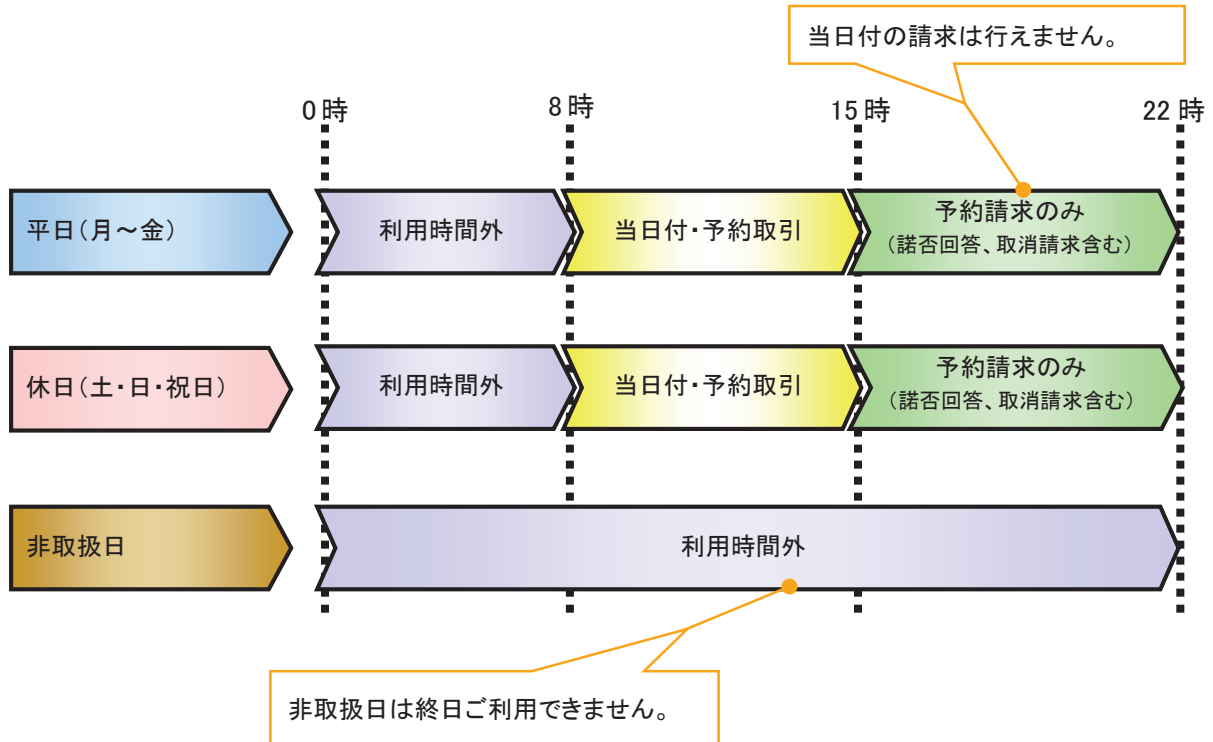 当日付の請求は行えません。
0時
8時
15時
22時
平日(月～金)
利用時間外
当日付・予約取引
予約請求のみ
(諾否回答、取消請求含む)
休日(土・日・祝日)
利用時間外
当日付・予約取引
予約請求のみ
(諾否回答、取消請求含む)
非取扱日
利用時間外
非取扱日は終日ご利用できません。